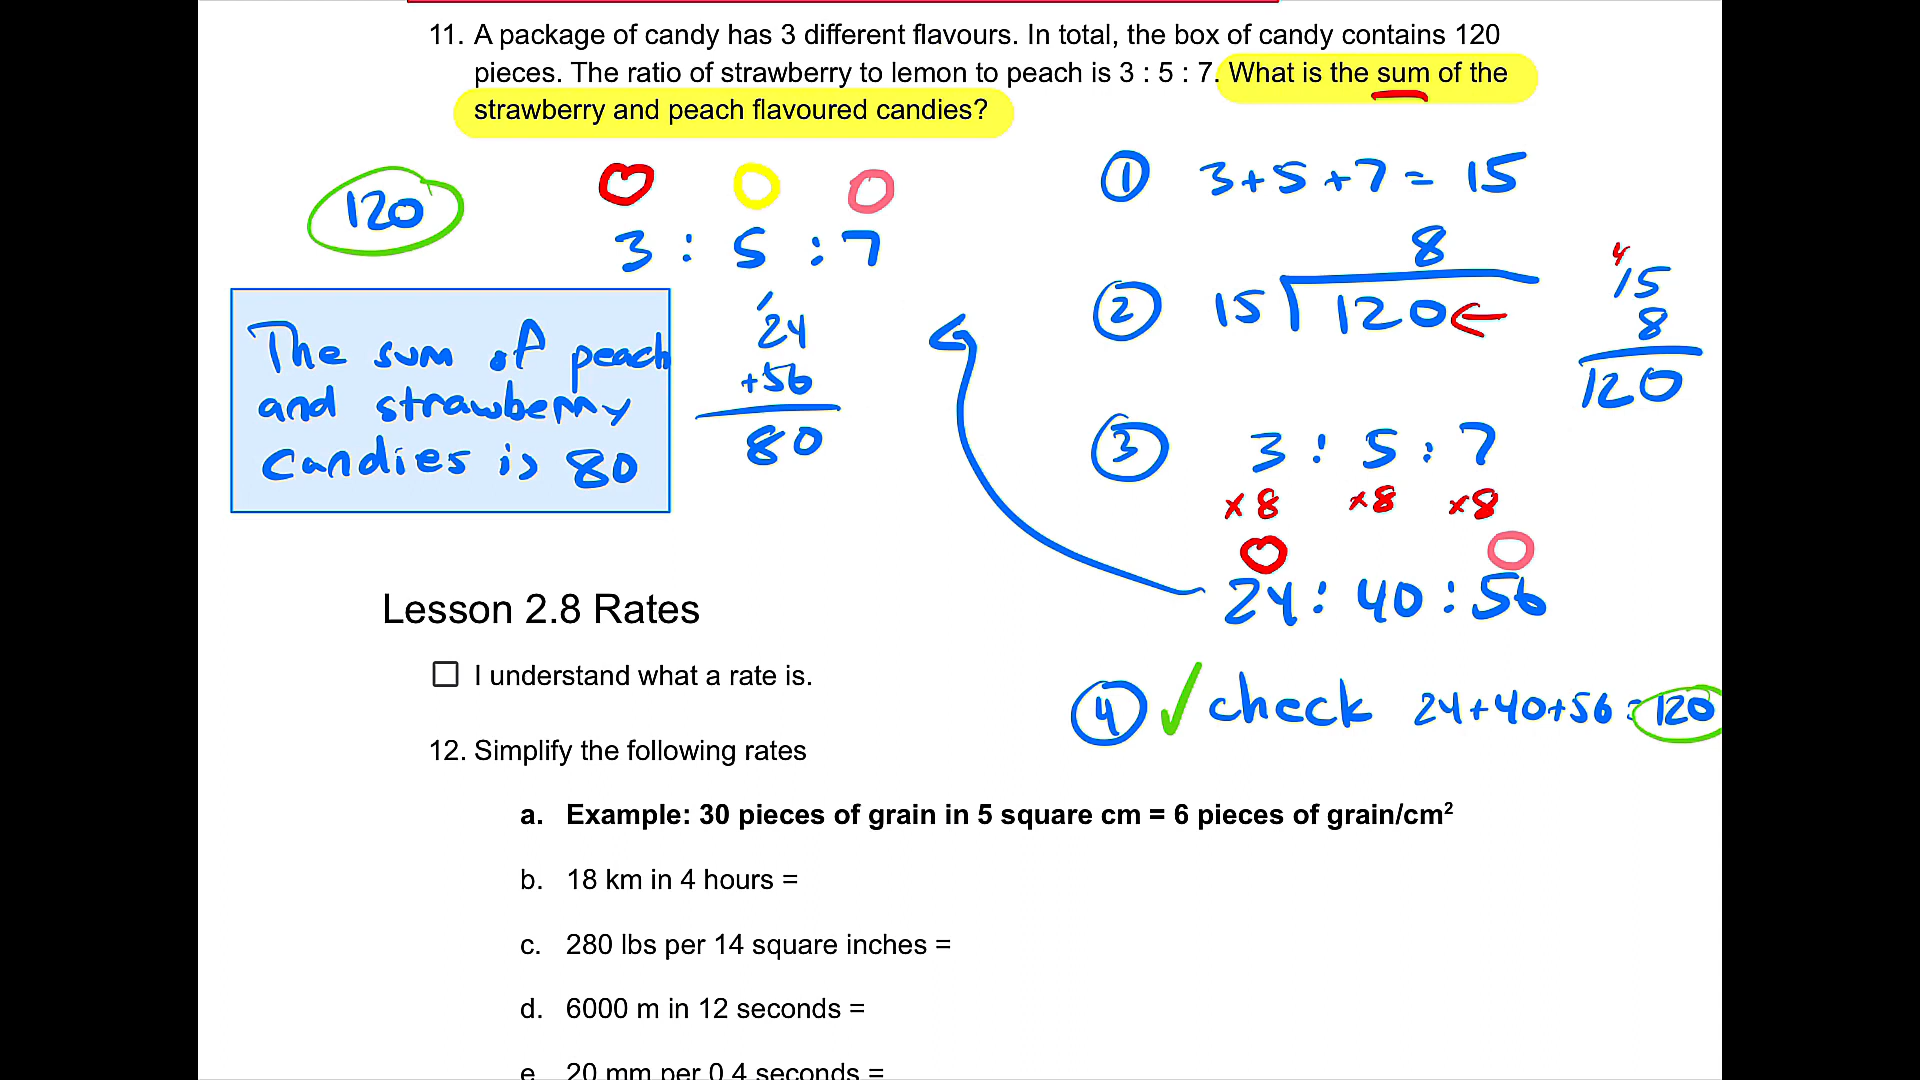 11. A package of candy has 3 different flavours. In total, the box of candy contains 120
pieces. The ratio of strawberry to lemon to peach is 3 : 5 : 7. What is the sum of the
strawberry and peach flavoured candies?
120
3 : 5 : 7
24
+56
80
The sum of peach
and strawberry
candies is 80
1 3+5+7= 15
8
2 15 120
4
15
8
120
3 3 : 5 : 7
×8 ×8 ×8
24 : 40 : 56
4 ✓ check 24+40+56 = 120
Lesson 2.8 Rates
I understand what a rate is.
12. Simplify the following rates
a. Example: 30 pieces of grain in 5 square cm = 6 pieces of grain/cm²
b. 18 km in 4 hours =
c. 280 lbs per 14 square inches =
d. 6000 m in 12 seconds =
e 20 mm per 0.4 seconds =